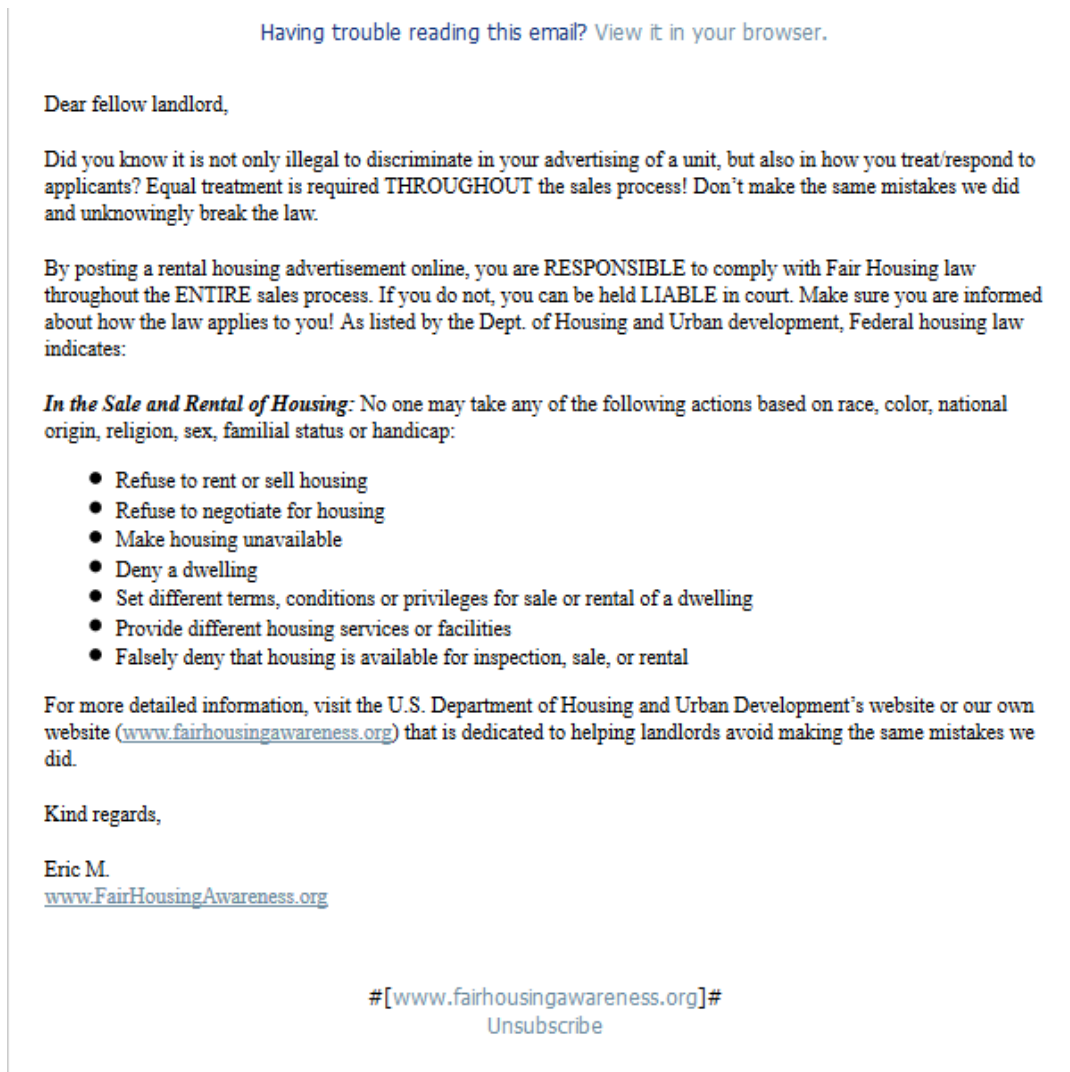 Having trouble reading this email? View it in your browser.
Dear fellow landlord,
Did you know it is not only illegal to discriminate in your advertising of a unit, but also in how you treat/respond to
applicants? Equal treatment is required THROUGHOUT the sales process! Don’t make the same mistakes we did
and unknowingly break the law.
By posting a rental housing advertisement online, you are RESPONSIBLE to comply with Fair Housing law
throughout the ENTIRE sales process. If you do not, you can be held LIABLE in court. Make sure you are informed
about how the law applies to you! As listed by the Dept. of Housing and Urban development, Federal housing law
indicates:
In the Sale and Rental of Housing: No one may take any of the following actions based on race, color, national
origin, religion, sex, familial status or handicap:
● Refuse to rent or sell housing
● Refuse to negotiate for housing
● Make housing unavailable
● Deny a dwelling
● Set different terms, conditions or privileges for sale or rental of a dwelling
● Provide different housing services or facilities
● Falsely deny that housing is available for inspection, sale, or rental
For more detailed information, visit the U.S. Department of Housing and Urban Development’s website or our own
website (www.fairhousingawareness.org) that is dedicated to helping landlords avoid making the same mistakes we
did.
Kind regards,
Eric M.
www.FairHousingAwareness.org
#[www.fairhousingawareness.org]#
Unsubscribe